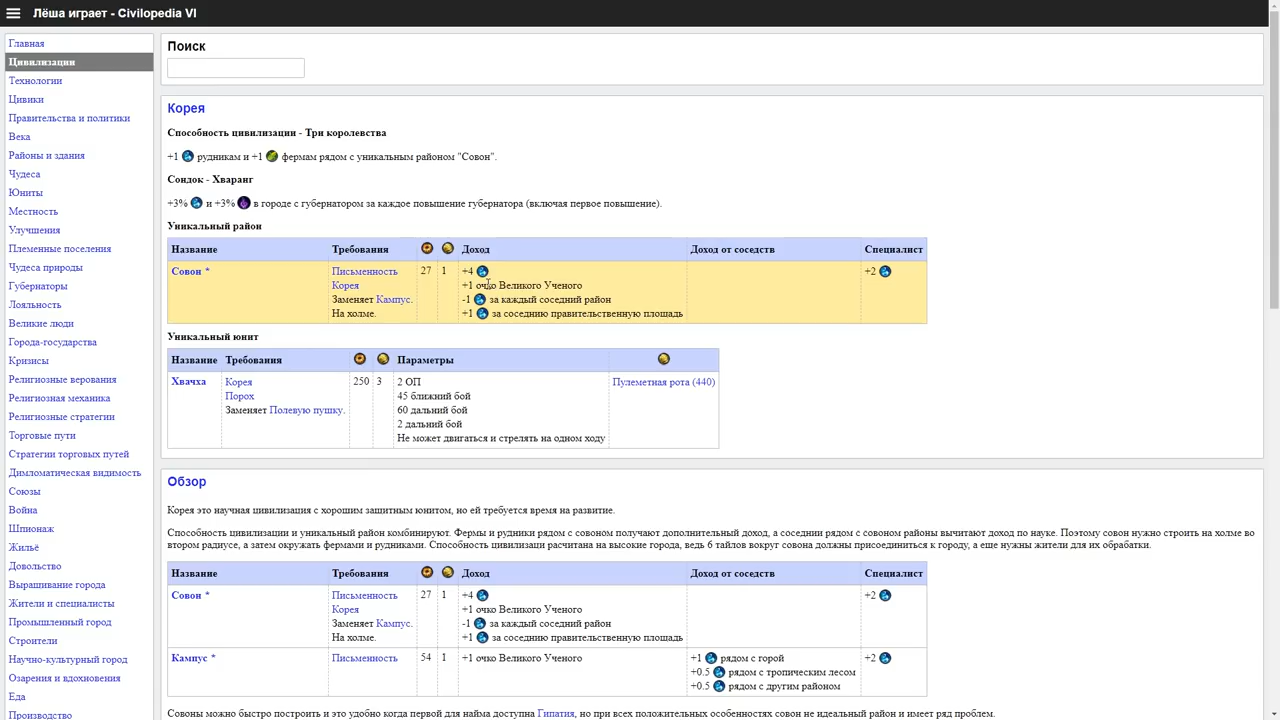 Лёша играет - Civilopedia VI
Главная
Цивилизации
Технологии
Цивики
Правительства и политики
Века
Районы и здания
Чудеса
Юниты
Местность
Улучшения
Племенные поселения
Чудеса природы
Губернаторы
Лояльность
Великие люди
Города-государства
Кризисы
Религиозные верования
Религиозная механика
Религиозные стратегии
Торговые пути
Стратегии торговых путей
Димломатическая видимость
Союзы
Война
Шпионаж
Жильё
Довольство
Выращивание города
Жители и специалисты
Промышленный город
Строители
Научно-культурный город
Озарения и вдохновения
Еда
Производство
Поиск
Корея
Способность цивилизации - Три королевства
+1 рудникам и +1 фермам рядом с уникальным районом "Совон".
Сондок - Хваранг
+3% и +3% в городе с губернатором за каждое повышение губернатора (включая первое повышение).
Уникальный район
Название Требования Доход Доход от соседств Специалист
Совон * Письменность 27 1 +4 +2
Корея +1 очко Великого Ученого
Заменяет Кампус. -1 за каждый соседний район
На холме. +1 за соседнию правительственную площадь
Уникальный юнит
Название Требования Параметры
Хвачха Корея 250 3 2 ОП Пулеметная рота (440)
Порох 45 ближний бой
Заменяет Полевую пушку. 60 дальний бой
2 дальний бой
Не может двигаться и стрелять на одном ходу
Обзор
Корея это научная цивилизация с хорошим защитным юнитом, но ей требуется время на развитие.
Способность цивилизации и уникальный район комбинируют. Фермы и рудники рядом с совоном получают дополнительный доход, а соседнии рядом с совоном районы вычитают доход по науке. Поэтому совон нужно строить на холме во
втором радиусе, а затем окружать фермами и рудниками. Способность цивилизаци расчитана на высокие города, ведь 6 тайлов вокруг совона должны присоединиться к городу, а еще нужны жители для их обрабатки.
Название Требования Доход Доход от соседств Специалист
Совон * Письменность 27 1 +4 +2
Корея +1 очко Великого Ученого
Заменяет Кампус. -1 за каждый соседний район
На холме. +1 за соседнию правительственную площадь
Кампус * Письменность 54 1 +1 очко Великого Ученого +1 рядом с горой +2
+0.5 рядом с тропическим лесом
+0.5 рядом с другим районом
Совоны можно быстро построить и это удобно когда первой для найма доступна Гипатия, но при всех положительных особенностях совон не идеальный район и имеет ряд проблем.